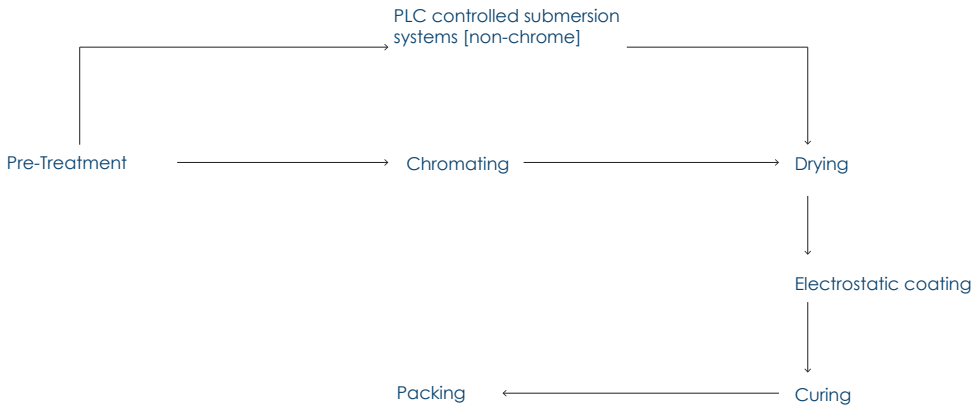 PLC controlled submersion
systems [non-chrome]
Pre-Treatment
Chromating
Drying
Electrostatic coating
Packing
Curing